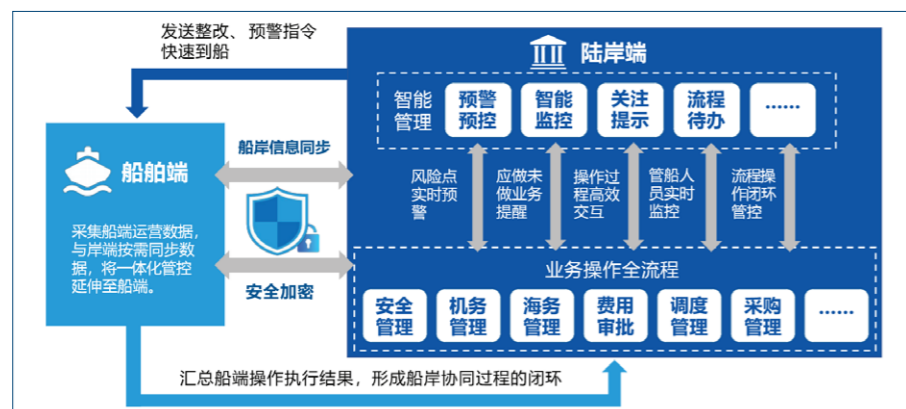 发送整改、预警指令
快速到船
陆岸端
智能
管理
预警
预控
智能
监控
关注
提示
流程
待办
……
船舶端
采集船端运营数据，
与岸端按需同步数
据，将一体化管控
延伸至船端。
船岸信息同步
安全加密
风险点
实时预
警
应做未
做业务
提醒
操作过
程高效
交互
管船人
员实时
监控
流程操
作闭环
管控
业务操作全流程
安全
管理
机务
管理
海务
管理
费用
审批
调度
管理
采购
管理
……
汇总船端操作执行结果，形成船岸协同过程的闭环